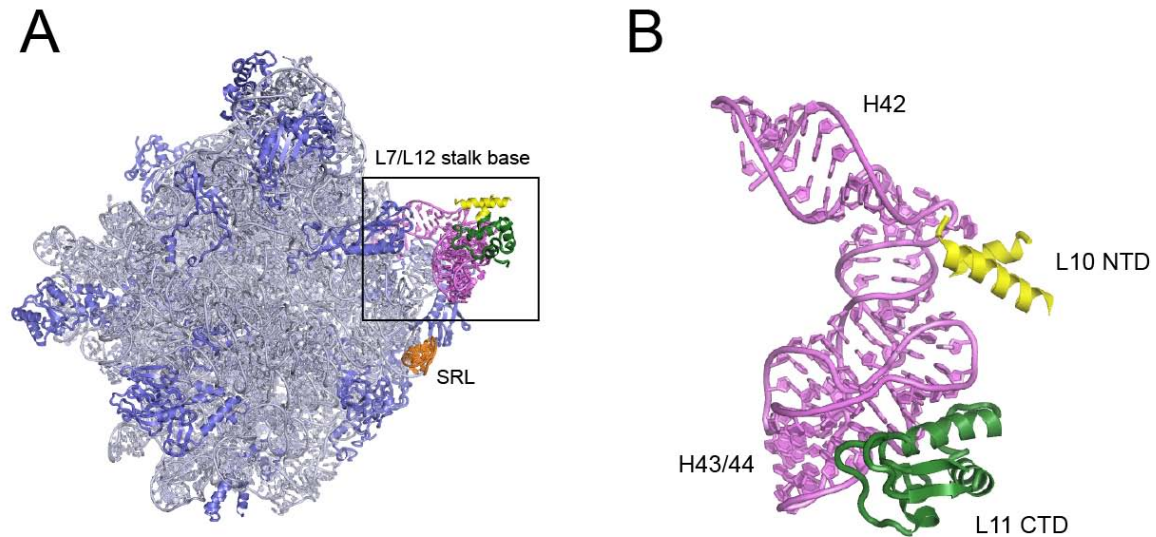 A
L7/L12 stalk base
SRL
B
H42
L10 NTD
H43/44
L11 CTD